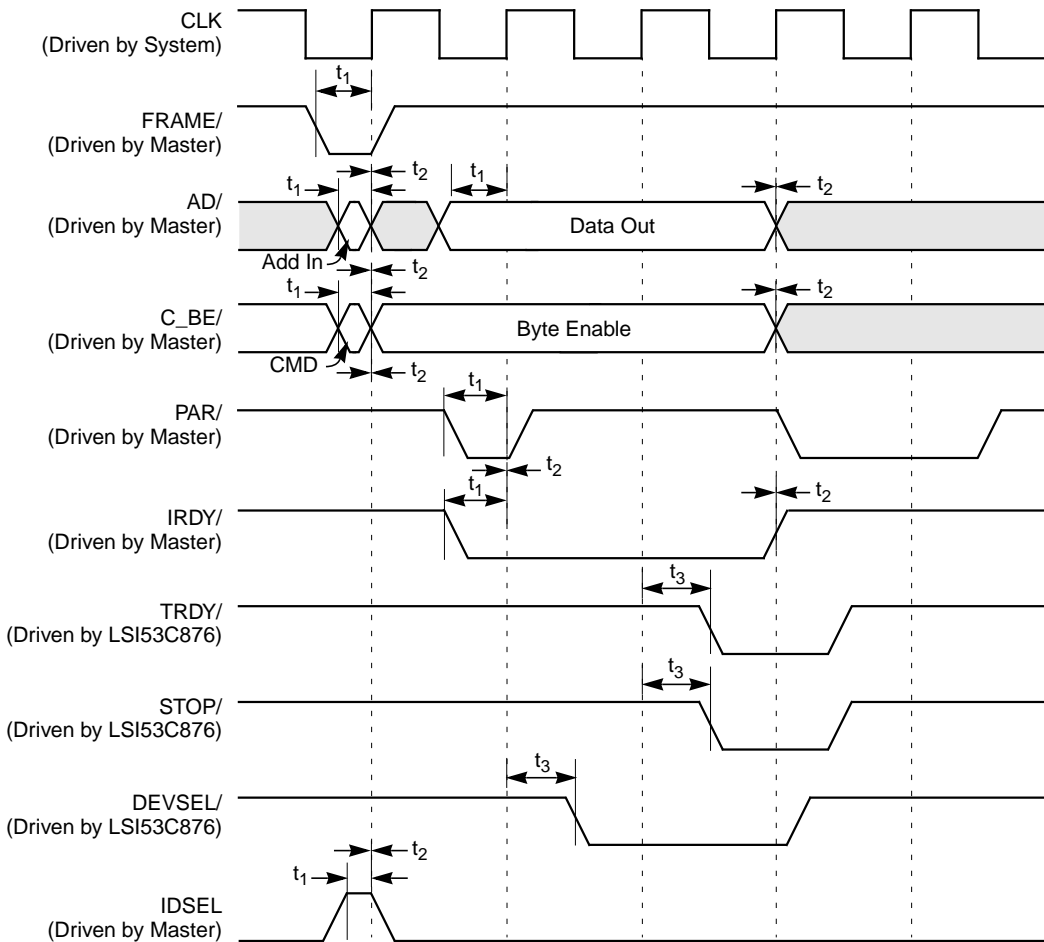 CLK
(Driven by System)
t1
FRAME/
(Driven by Master)
t2
t1
t1
t2
AD/
(Driven by Master)
Data Out
Add In
t2
t1
t2
C_BE/
(Driven by Master)
Byte Enable
CMD
t2
t1
PAR/
(Driven by Master)
t2
t1
t2
IRDY/
(Driven by Master)
t3
TRDY/
(Driven by LSI53C876)
t3
STOP/
(Driven by LSI53C876)
t3
DEVSEL/
(Driven by LSI53C876)
t2
t1
IDSEL
(Driven by Master)